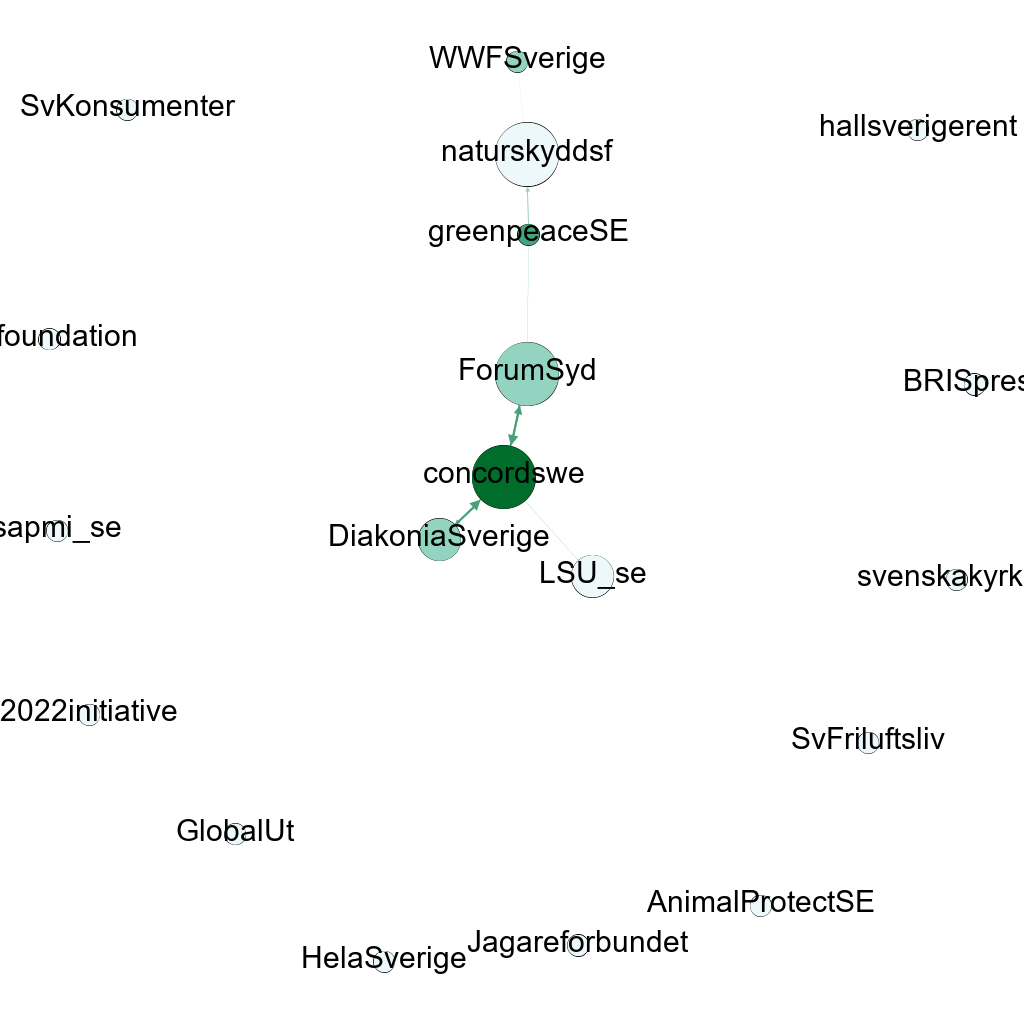 WWFSverige
SvKonsumenter
hallsverigerent
naturskyddsf
greenpeaceSE
foundation
ForumSyd
BRISpres
concordswe
sapmi_se
DiakoniaSverige
LSU_se
svenskakyrk
2022initiative
SvFriluftsliv
GlobalUt
AnimalProtectSE
Jagareforbundet
HelaSverige